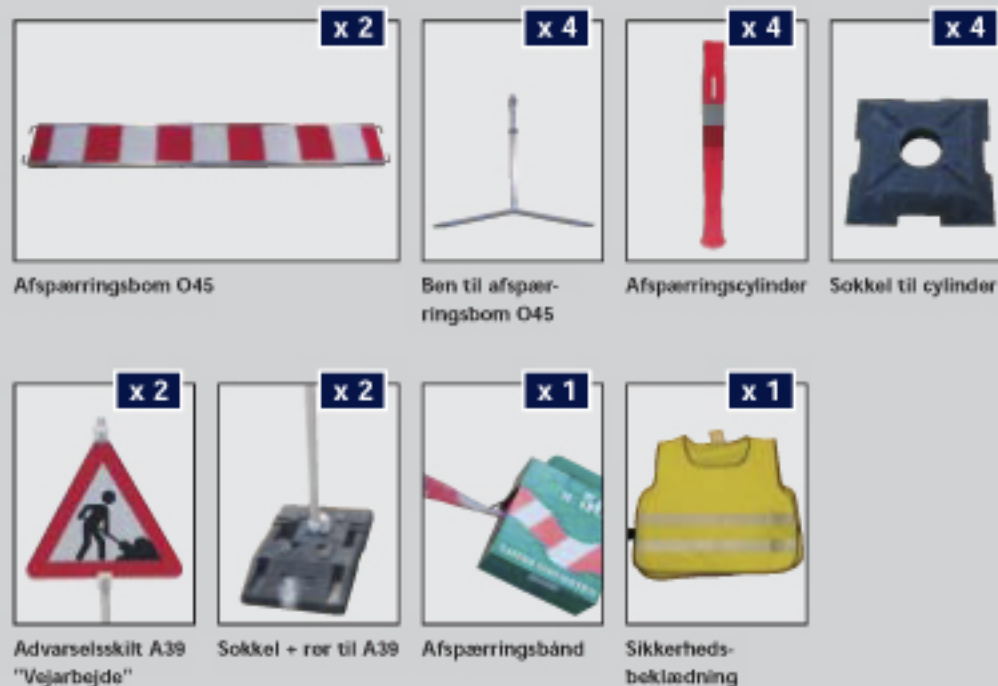 x 2
x 4
x 4
x 4
Afspærringsbom O45
Ben til afspær-
ringsbom O45
Afspærringscylinder
Sokkel til cylinder
x 2
x 2
x 1
x 1
Advarselsskilt A39
"Vejarbejde"
Sokkel + rør til A39
Afspærringsbånd
Sikkerheds-
beklædning